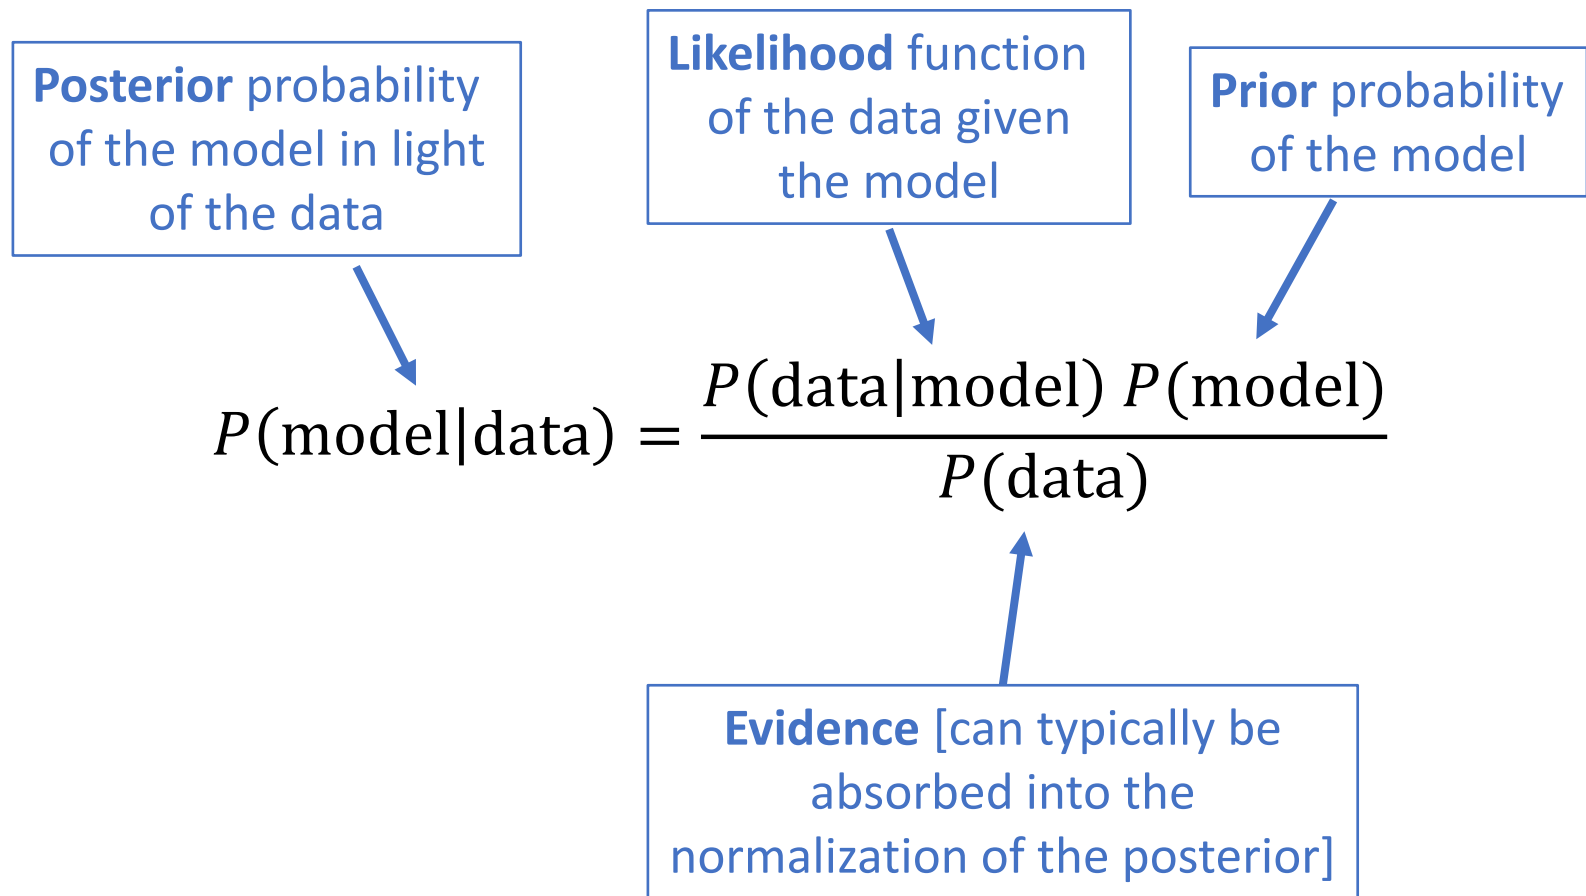 Posterior probability
of the model in light
of the data
Likelihood function
of the data given
the model
Prior probability
of the model
P(data|model) P(model)
P(model|data) =
P(data)
Evidence [can typically be
absorbed into the
normalization of the posterior]